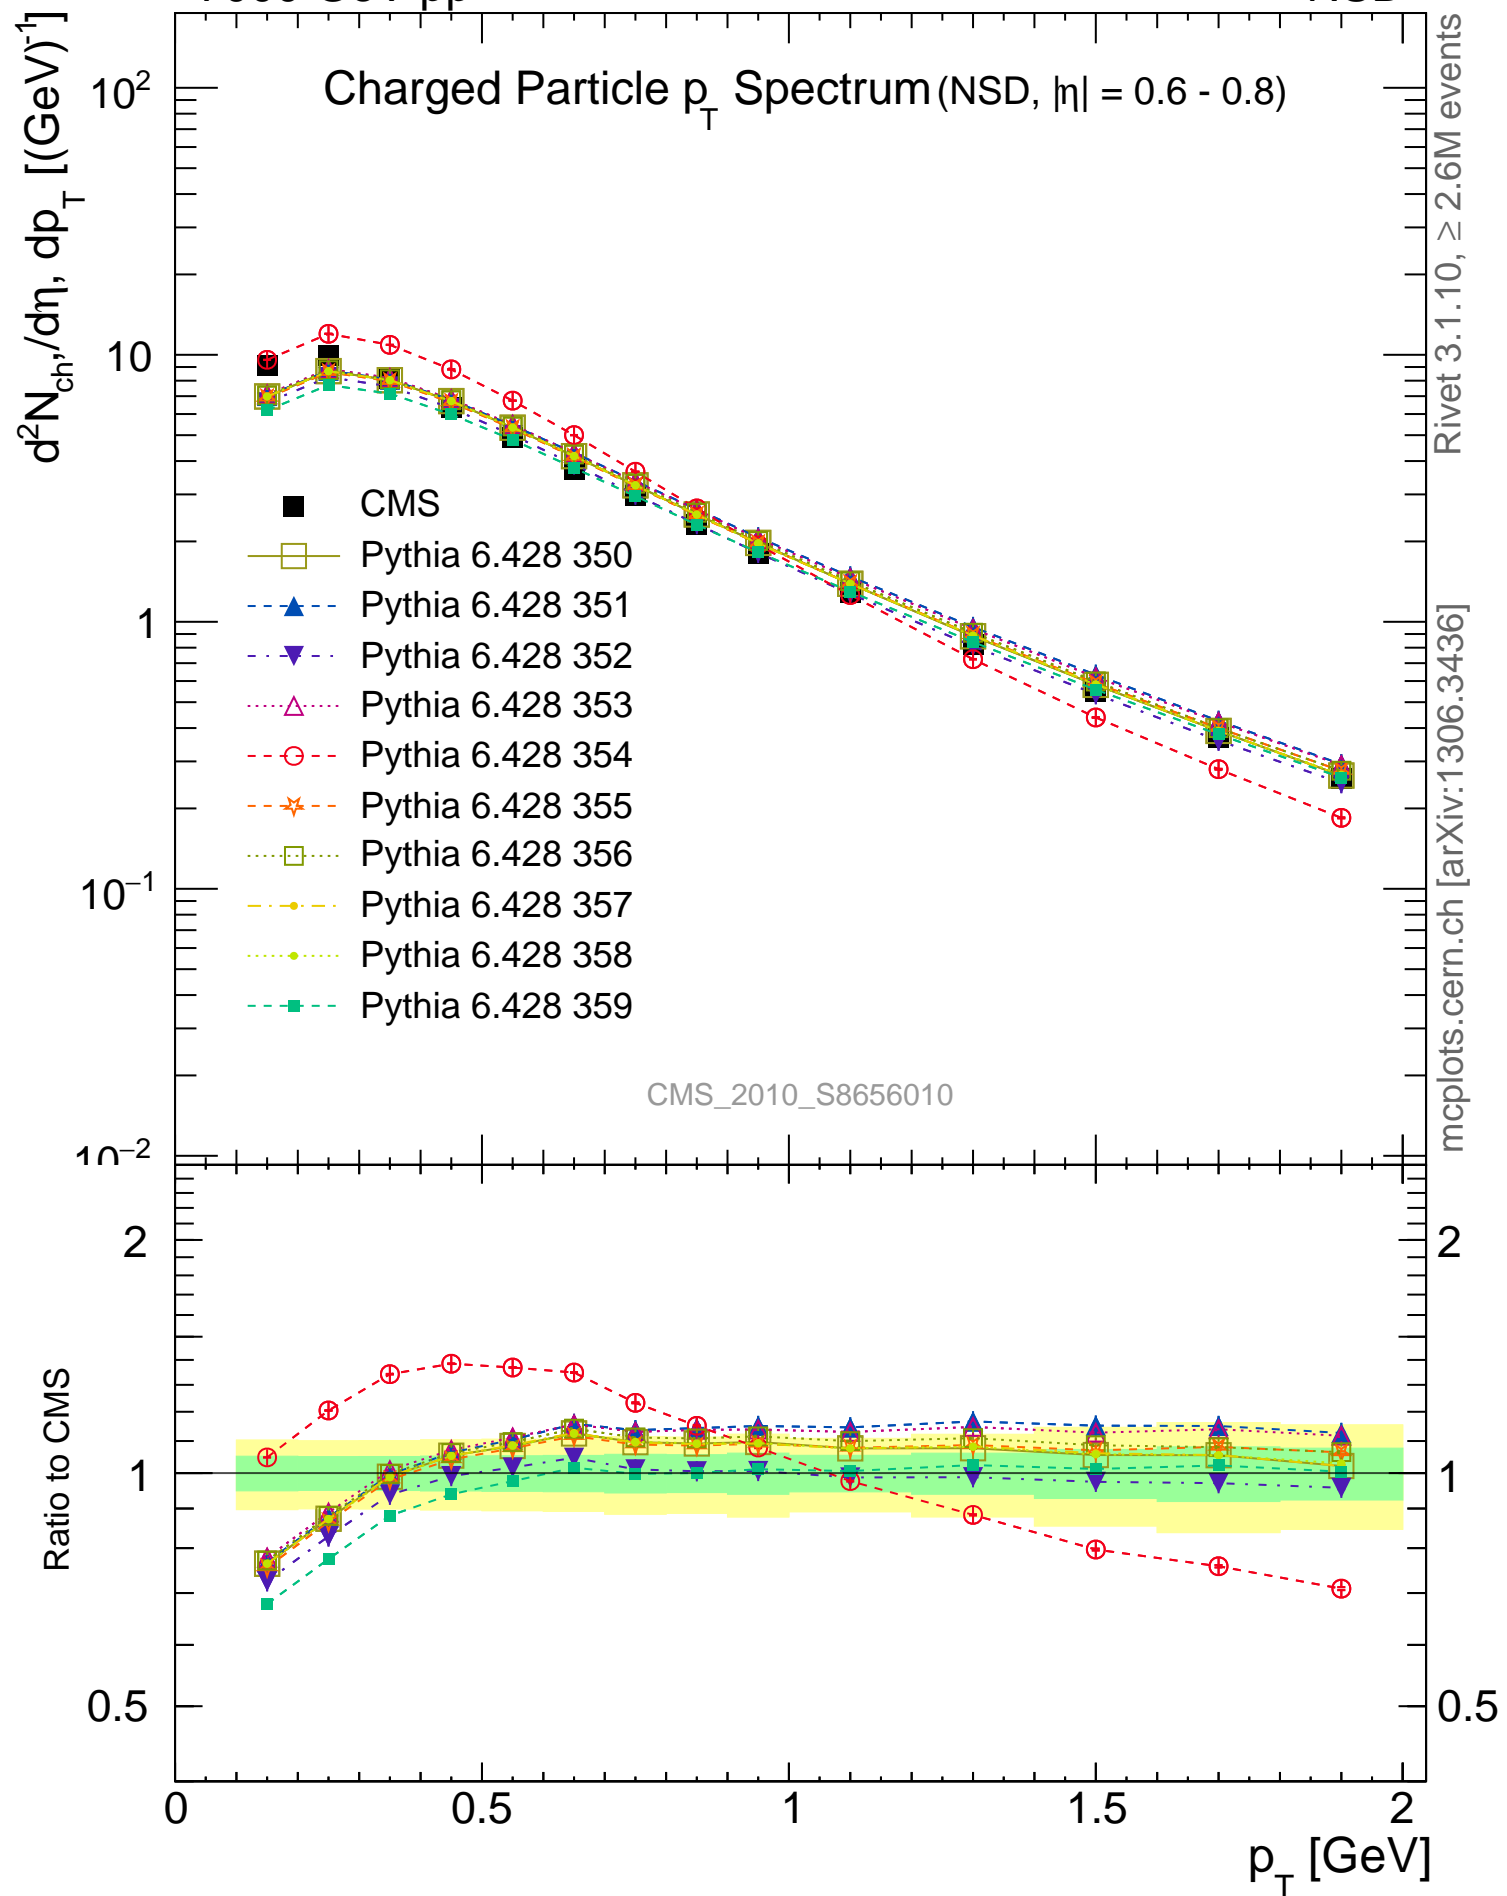 Charged Particle p_T Spectrum (NSD, |η| = 0.6 - 0.8)
d²N_ch,/dη, dp_T [(GeV)⁻¹]
10²
10
1
10⁻¹
10⁻²
CMS
Pythia 6.428 350
Pythia 6.428 351
Pythia 6.428 352
Pythia 6.428 353
Pythia 6.428 354
Pythia 6.428 355
Pythia 6.428 356
Pythia 6.428 357
Pythia 6.428 358
Pythia 6.428 359
CMS_2010_S8656010
Rivet 3.1.10, ≥ 2.6M events
mcplots.cern.ch [arXiv:1306.3436]
Ratio to CMS
2
1
0.5
2
1
0.5
0
0.5
1
1.5
2
p_T [GeV]